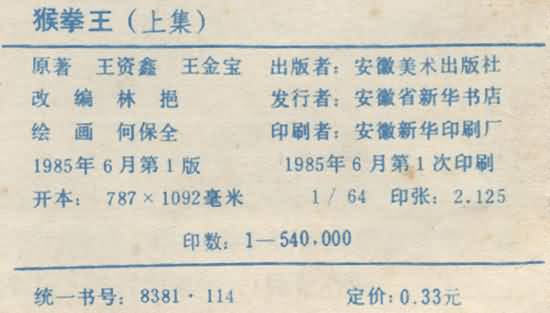 猴拳王（上集）
原著 王资鑫 王金宝 出版者：安徽美术出版社
改编 林挹 发行者：安徽省新华书店
绘画 何保全 印刷者：安徽新华印刷厂
1985年6月第1版 1985年6月第1次印刷
开本：787×1092毫米 1/64 印张：2.125
印数：1—540,000
统一书号：8381·114 定价：0.33元